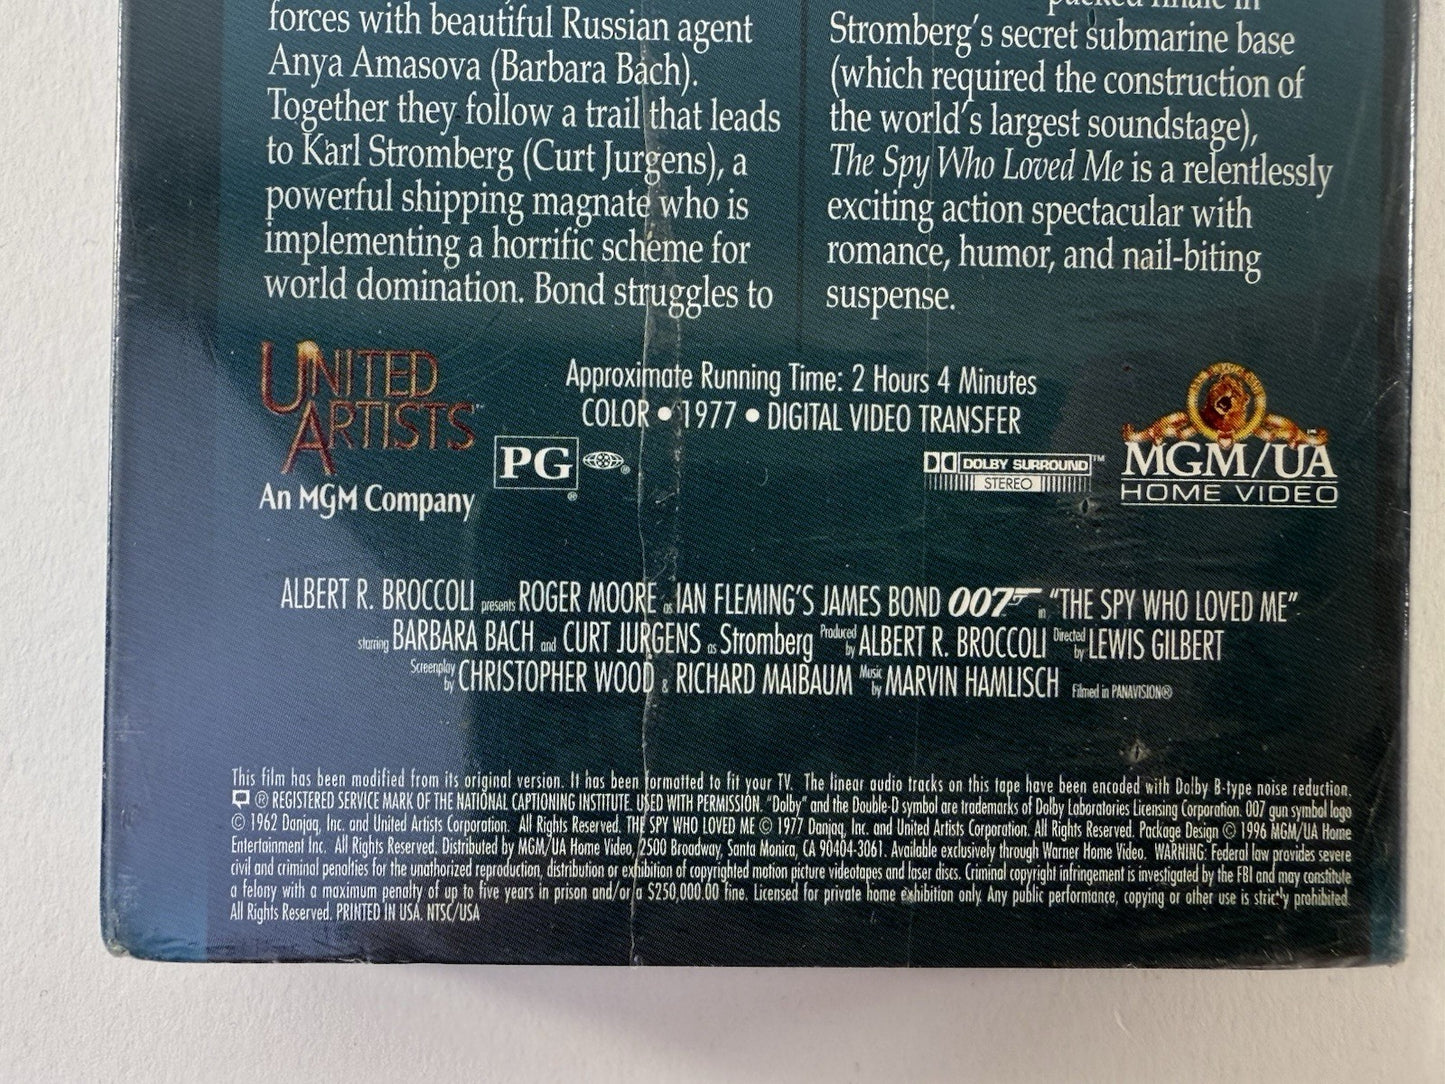 forces with beautiful Russian agent
Anya Amasova (Barbara Bach).
Together they follow a trail that leads
to Karl Stromberg (Curt Jurgens), a
powerful shipping magnate who is
implementing a horrific scheme for
world domination. Bond struggles to
packed finale in
Stromberg's secret submarine base
(which required the construction of
the world's largest soundstage),
The Spy Who Loved Me is a relentlessly
exciting action spectacular with
romance, humor, and nail-biting
suspense.
UNITED ARTISTS™
An MGM Company
Approximate Running Time: 2 Hours 4 Minutes
COLOR • 1977 • DIGITAL VIDEO TRANSFER
PG ®
®
DOLBY SURROUND™
STEREO
MGM/UA
HOME VIDEO
ALBERT R. BROCCOLI presents ROGER MOORE as IAN FLEMING'S JAMES BOND 007 in "THE SPY WHO LOVED ME"
starring BARBARA BACH and CURT JURGENS as Stromberg Produced by ALBERT R. BROCCOLI Directed by LEWIS GILBERT
Screenplay by CHRISTOPHER WOOD & RICHARD MAIBAUM Music by MARVIN HAMLISCH Filmed in PANAVISION®
This film has been modified from its original version. It has been formatted to fit your TV. The linear audio tracks on this tape have been encoded with Dolby B-type noise reduction.
® REGISTERED SERVICE MARK OF THE NATIONAL CAPTIONING INSTITUTE. USED WITH PERMISSION. "Dolby" and the Double-D symbol are trademarks of Dolby Laboratories Licensing Corporation. 007 gun symbol logo
© 1962 Danjaq, Inc. and United Artists Corporation. All Rights Reserved. THE SPY WHO LOVED ME © 1977 Danjaq, Inc. and United Artists Corporation. All Rights Reserved. Package Design © 1996 MGM/UA Home
Entertainment Inc. All Rights Reserved. Distributed by MGM/UA Home Video, 2500 Broadway, Santa Monica, CA 90404-3061. Available exclusively through Warner Home Video. WARNING: Federal law provides severe
civil and criminal penalties for the unathorized reproduction, distribution or exhibition of copyrighted motion picture videotapes and laser discs. Criminal copyright infringement is investigated by the FBI and may constitute
a felony with a maximum penalty of up to five years in prison and/or a $250,000.00 fine. Licensed for private home exhibition only. Any public performance, copying or other use is strictly prohibited.
All Rights Reserved. PRINTED IN USA. NTSC/USA